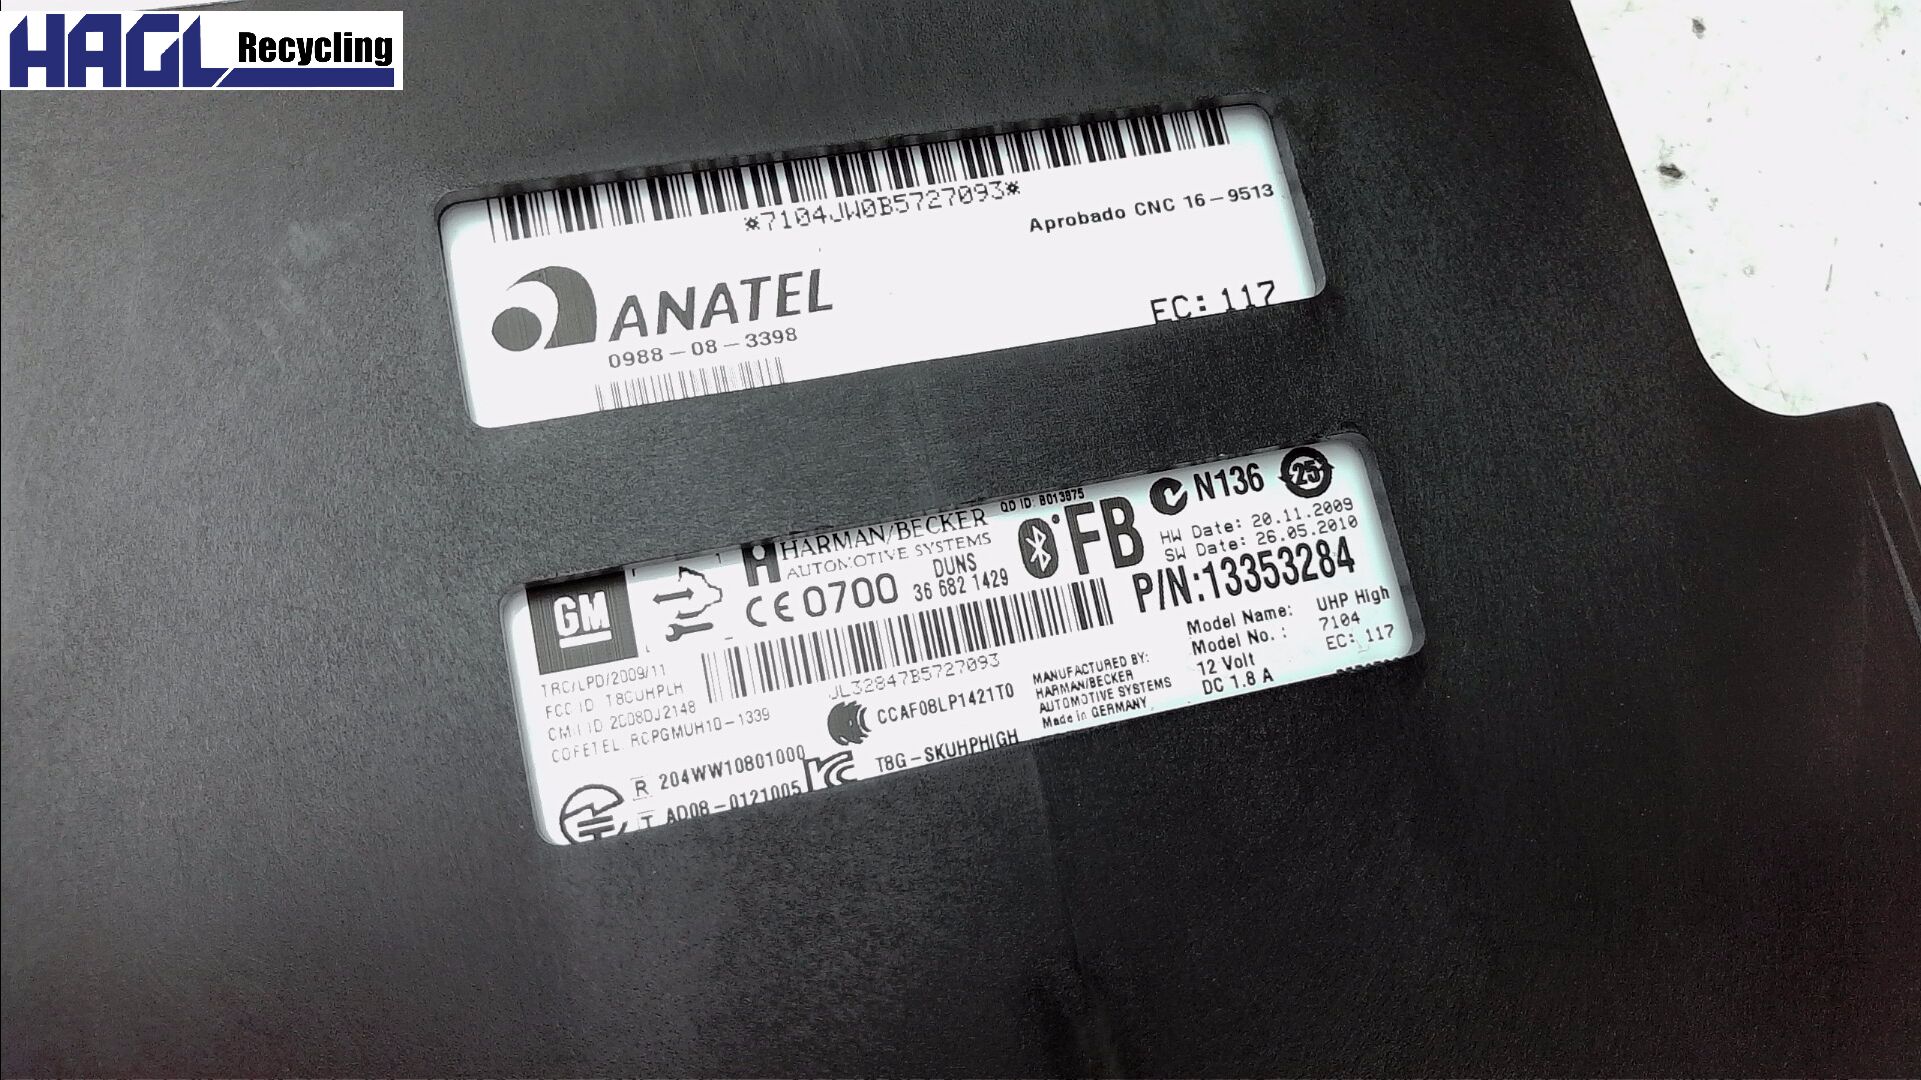 HAGL Recycling
*7104JW0B5727093*
Aprobado CNC 16-9513
ANATEL
0988-08-3398
EC: 117
HARMAN/BECKER
AUTOMOTIVE SYSTEMS
QD ID: B013875
FB
N136
25
HW Date: 20.11.2009
SW Date: 26.05.2010
GM
CE 0700
DUNS
36 682 1429
P/N:13353284
JL32847B5727093
Model Name: UHP High
Model No. : 7104
EC: 117
12 Volt
DC 1.8 A
TRC/LPD/2009/11
FCC ID T8GUHPLH
CMII ID 2008DJ2148
COFETEL RCPGMUH10-1339
CCAF08LP1421T0
MANUFACTURED BY:
HARMAN/BECKER
AUTOMOTIVE SYSTEMS
Made in GERMANY
R 204WW10801000
T AD08-0121005
T8G-SKUHPHIGH